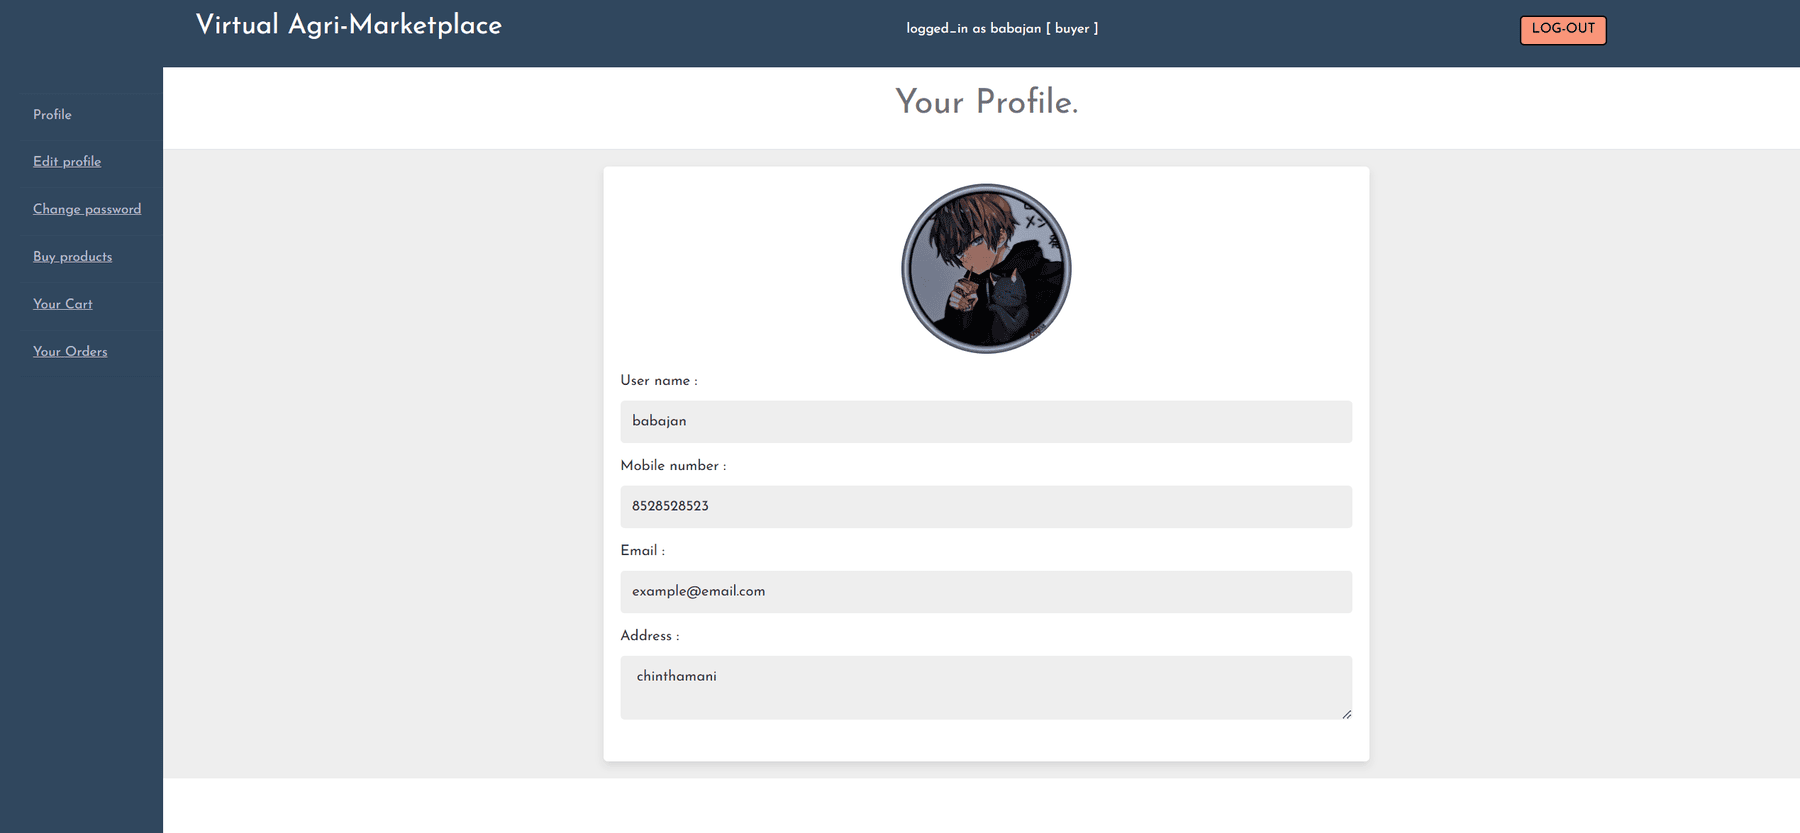 Virtual Agri-Marketplace
logged_in as babajan [ buyer ]
LOG-OUT
Profile
Edit profile
Change password
Buy products
Your Cart
Your Orders
Your Profile.
User name :
babajan
Mobile number :
8528528523
Email :
example@email.com
Address :
chinthamani